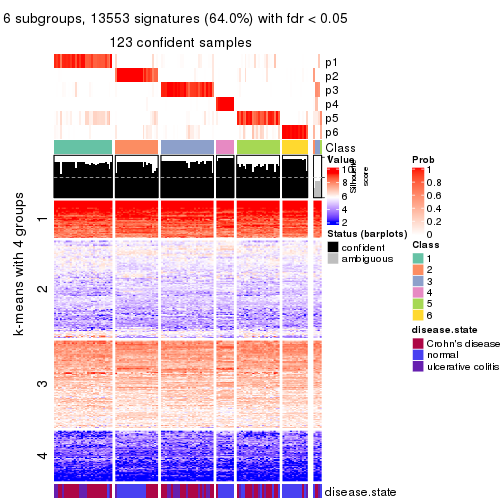 6 subgroups, 13553 signatures (64.0%) with fdr < 0.05
123 confident samples
p1
p2
p3
p4
p5
p6
Class
Silhouette
score
k-means with 4 groups
1
2
3
4
disease.state
Value
10
8
6
4
2
Status (barplots)
confident
ambiguous
Prob
1
0.8
0.6
0.4
0.2
0
Class
1
2
3
4
5
6
disease.state
Crohn's disease
normal
ulcerative colitis